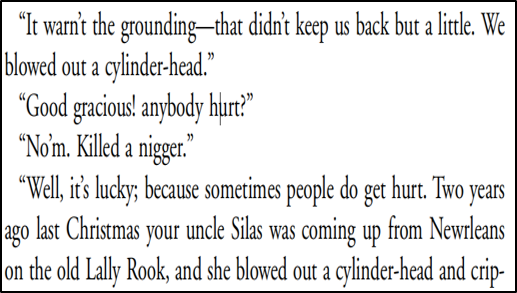 “It warn’t the grounding—that didn’t keep us back but a little. We
blowed out a cylinder-head.”
“Good gracious! anybody hurt?”
“No’m. Killed a nigger.”
“Well, it’s lucky; because sometimes people do get hurt. Two years
ago last Christmas your uncle Silas was coming up from Newrleans
on the old Lally Rook, and she blowed out a cylinder-head and crip-